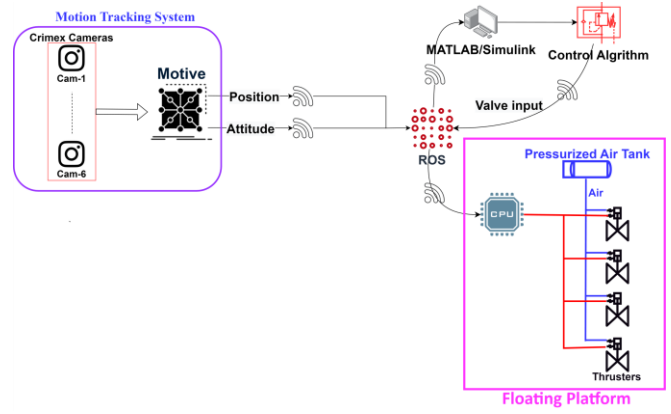 Motion Tracking System
Crimex Cameras
Cam-1
Cam-6
Motive
Position
Attitude
MATLAB/Simulink
Control Algrithm
Valve input
ROS
CPU
Pressurized Air Tank
Air
Thrusters
Floating Platform